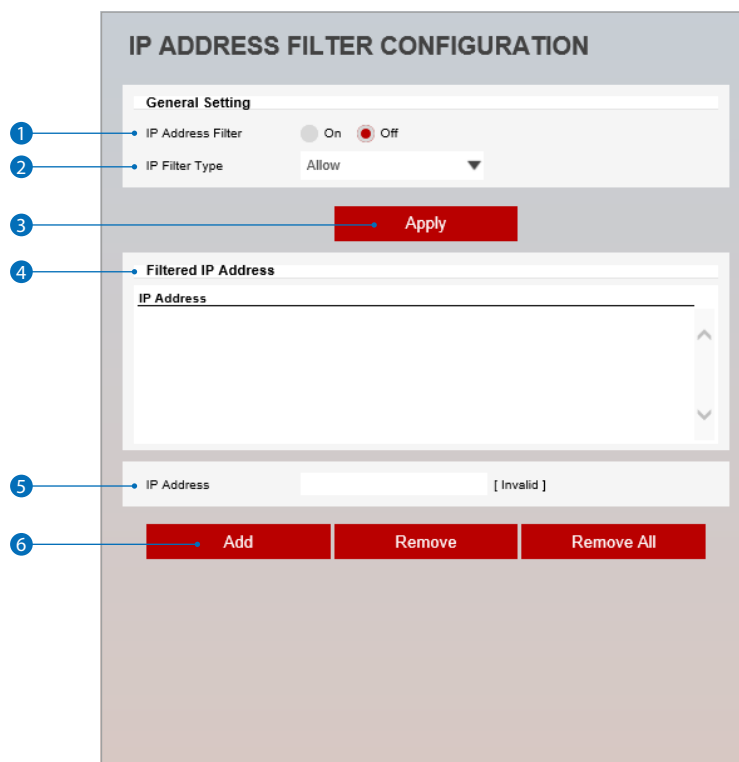 IP ADDRESS FILTER CONFIGURATION
General Setting
1 IP Address Filter On Off
2 IP Filter Type Allow
3 Apply
4 Filtered IP Address
IP Address
5 IP Address [ Invalid ]
6 Add Remove Remove All